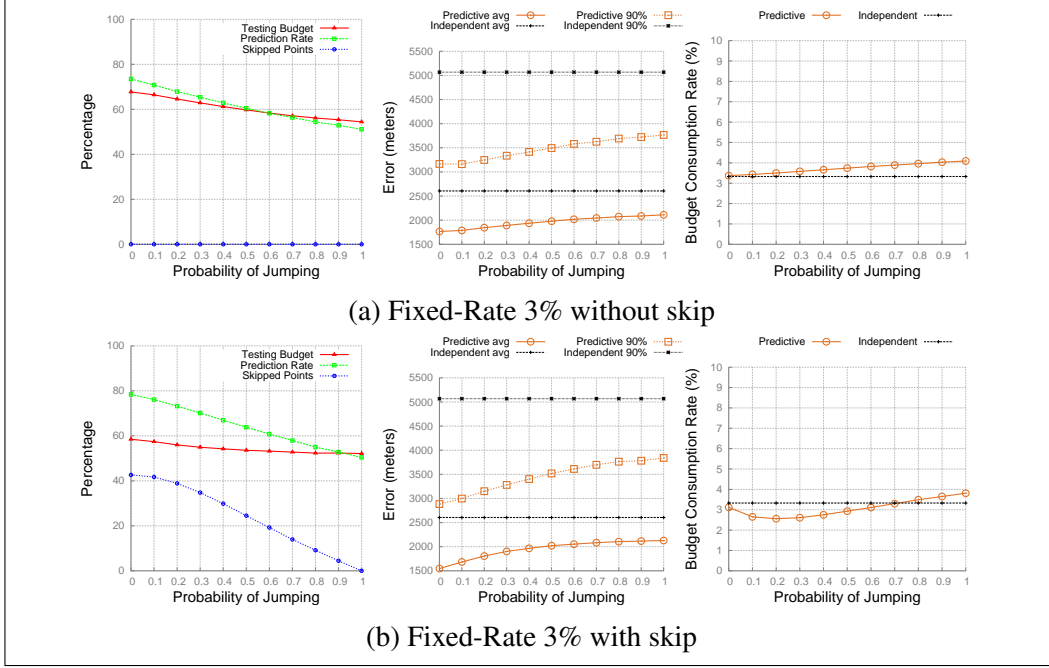 Testing Budget
Prediction Rate
Skipped Points
100
80
60
40
20
0
Percentage
0 0.1 0.2 0.3 0.4 0.5 0.6 0.7 0.8 0.9 1
Probability of Jumping
Predictive avg Predictive 90%
Independent avg Independent 90%
5500
5000
4500
4000
3500
3000
2500
2000
1500
Error (meters)
0 0.1 0.2 0.3 0.4 0.5 0.6 0.7 0.8 0.9 1
Probability of Jumping
Predictive Independent
10
9
8
7
6
5
4
3
2
1
0
Budget Consumption Rate (%)
0 0.1 0.2 0.3 0.4 0.5 0.6 0.7 0.8 0.9 1
Probability of Jumping
(a) Fixed-Rate 3% without skip
Testing Budget
Prediction Rate
Skipped Points
100
80
60
40
20
0
Percentage
0 0.1 0.2 0.3 0.4 0.5 0.6 0.7 0.8 0.9 1
Probability of Jumping
Predictive avg Predictive 90%
Independent avg Independent 90%
5500
5000
4500
4000
3500
3000
2500
2000
1500
Error (meters)
0 0.1 0.2 0.3 0.4 0.5 0.6 0.7 0.8 0.9 1
Probability of Jumping
Predictive Independent
10
9
8
7
6
5
4
3
2
1
0
Budget Consumption Rate (%)
0 0.1 0.2 0.3 0.4 0.5 0.6 0.7 0.8 0.9 1
Probability of Jumping
(b) Fixed-Rate 3% with skip